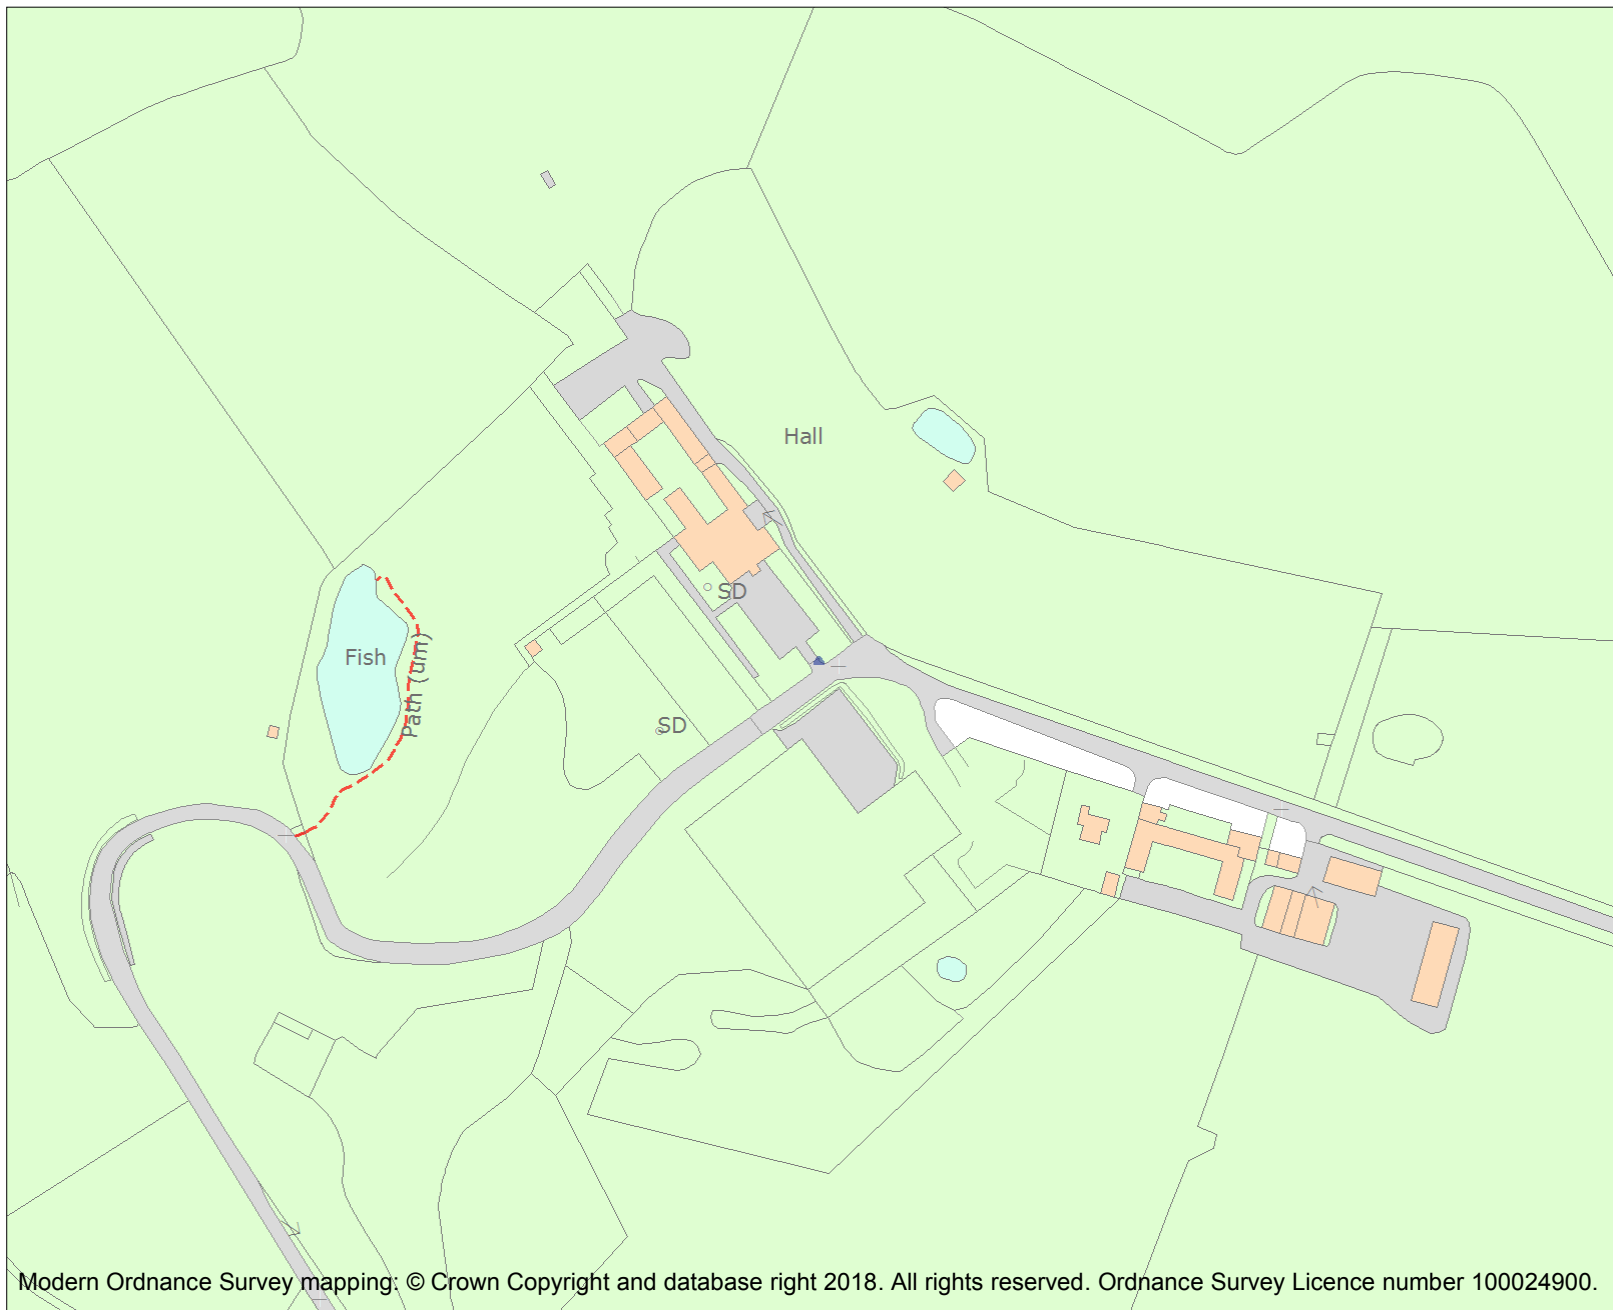 Hall
SD
Fish
Path (um)
SD
Modern Ordnance Survey mapping: © Crown Copyright and database right 2018. All rights reserved. Ordnance Survey Licence number 100024900.